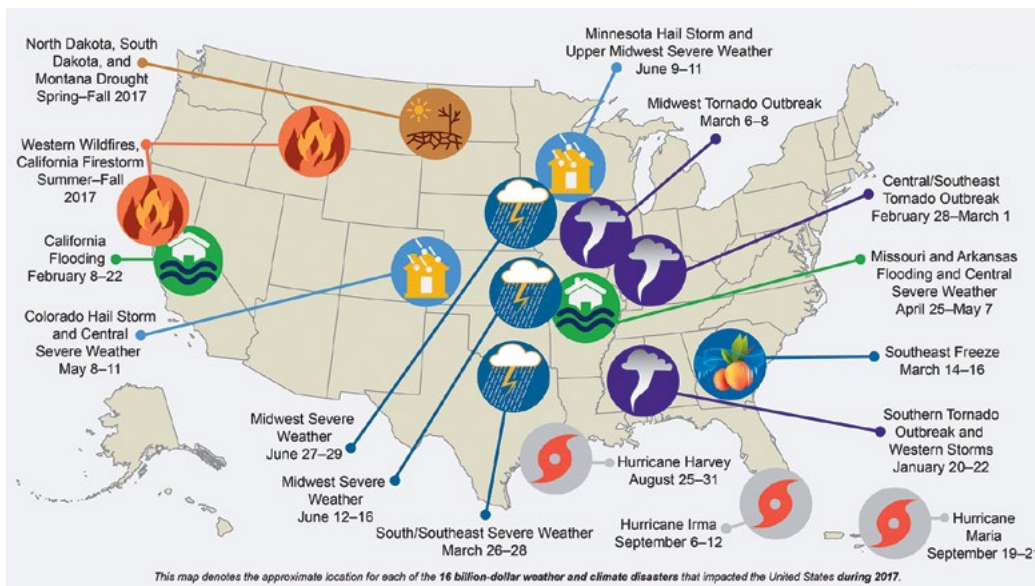 North Dakota, South
Dakota, and
Montana Drought
Spring–Fall 2017
Minnesota Hail Storm and
Upper Midwest Severe Weather
June 9–11
Midwest Tornado Outbreak
March 6–8
Western Wildfires,
California Firestorm
Summer–Fall
2017
Central/Southeast
Tornado Outbreak
February 28–March 1
California
Flooding
February 8–22
Missouri and Arkansas
Flooding and Central
Severe Weather
April 25–May 7
Colorado Hail Storm
and Central
Severe Weather
May 8–11
Southeast Freeze
March 14–16
Midwest Severe
Weather
June 27–29
Southern Tornado
Outbreak and
Western Storms
January 20–22
Midwest Severe
Weather
June 12–16
Hurricane Harvey
August 25–31
South/Southeast Severe Weather
March 26–28
Hurricane Irma
September 6–12
Hurricane
Maria
September 19–2
This map denotes the approximate location for each of the 16 billion-dollar weather and climate disasters that impacted the United States during 2017.